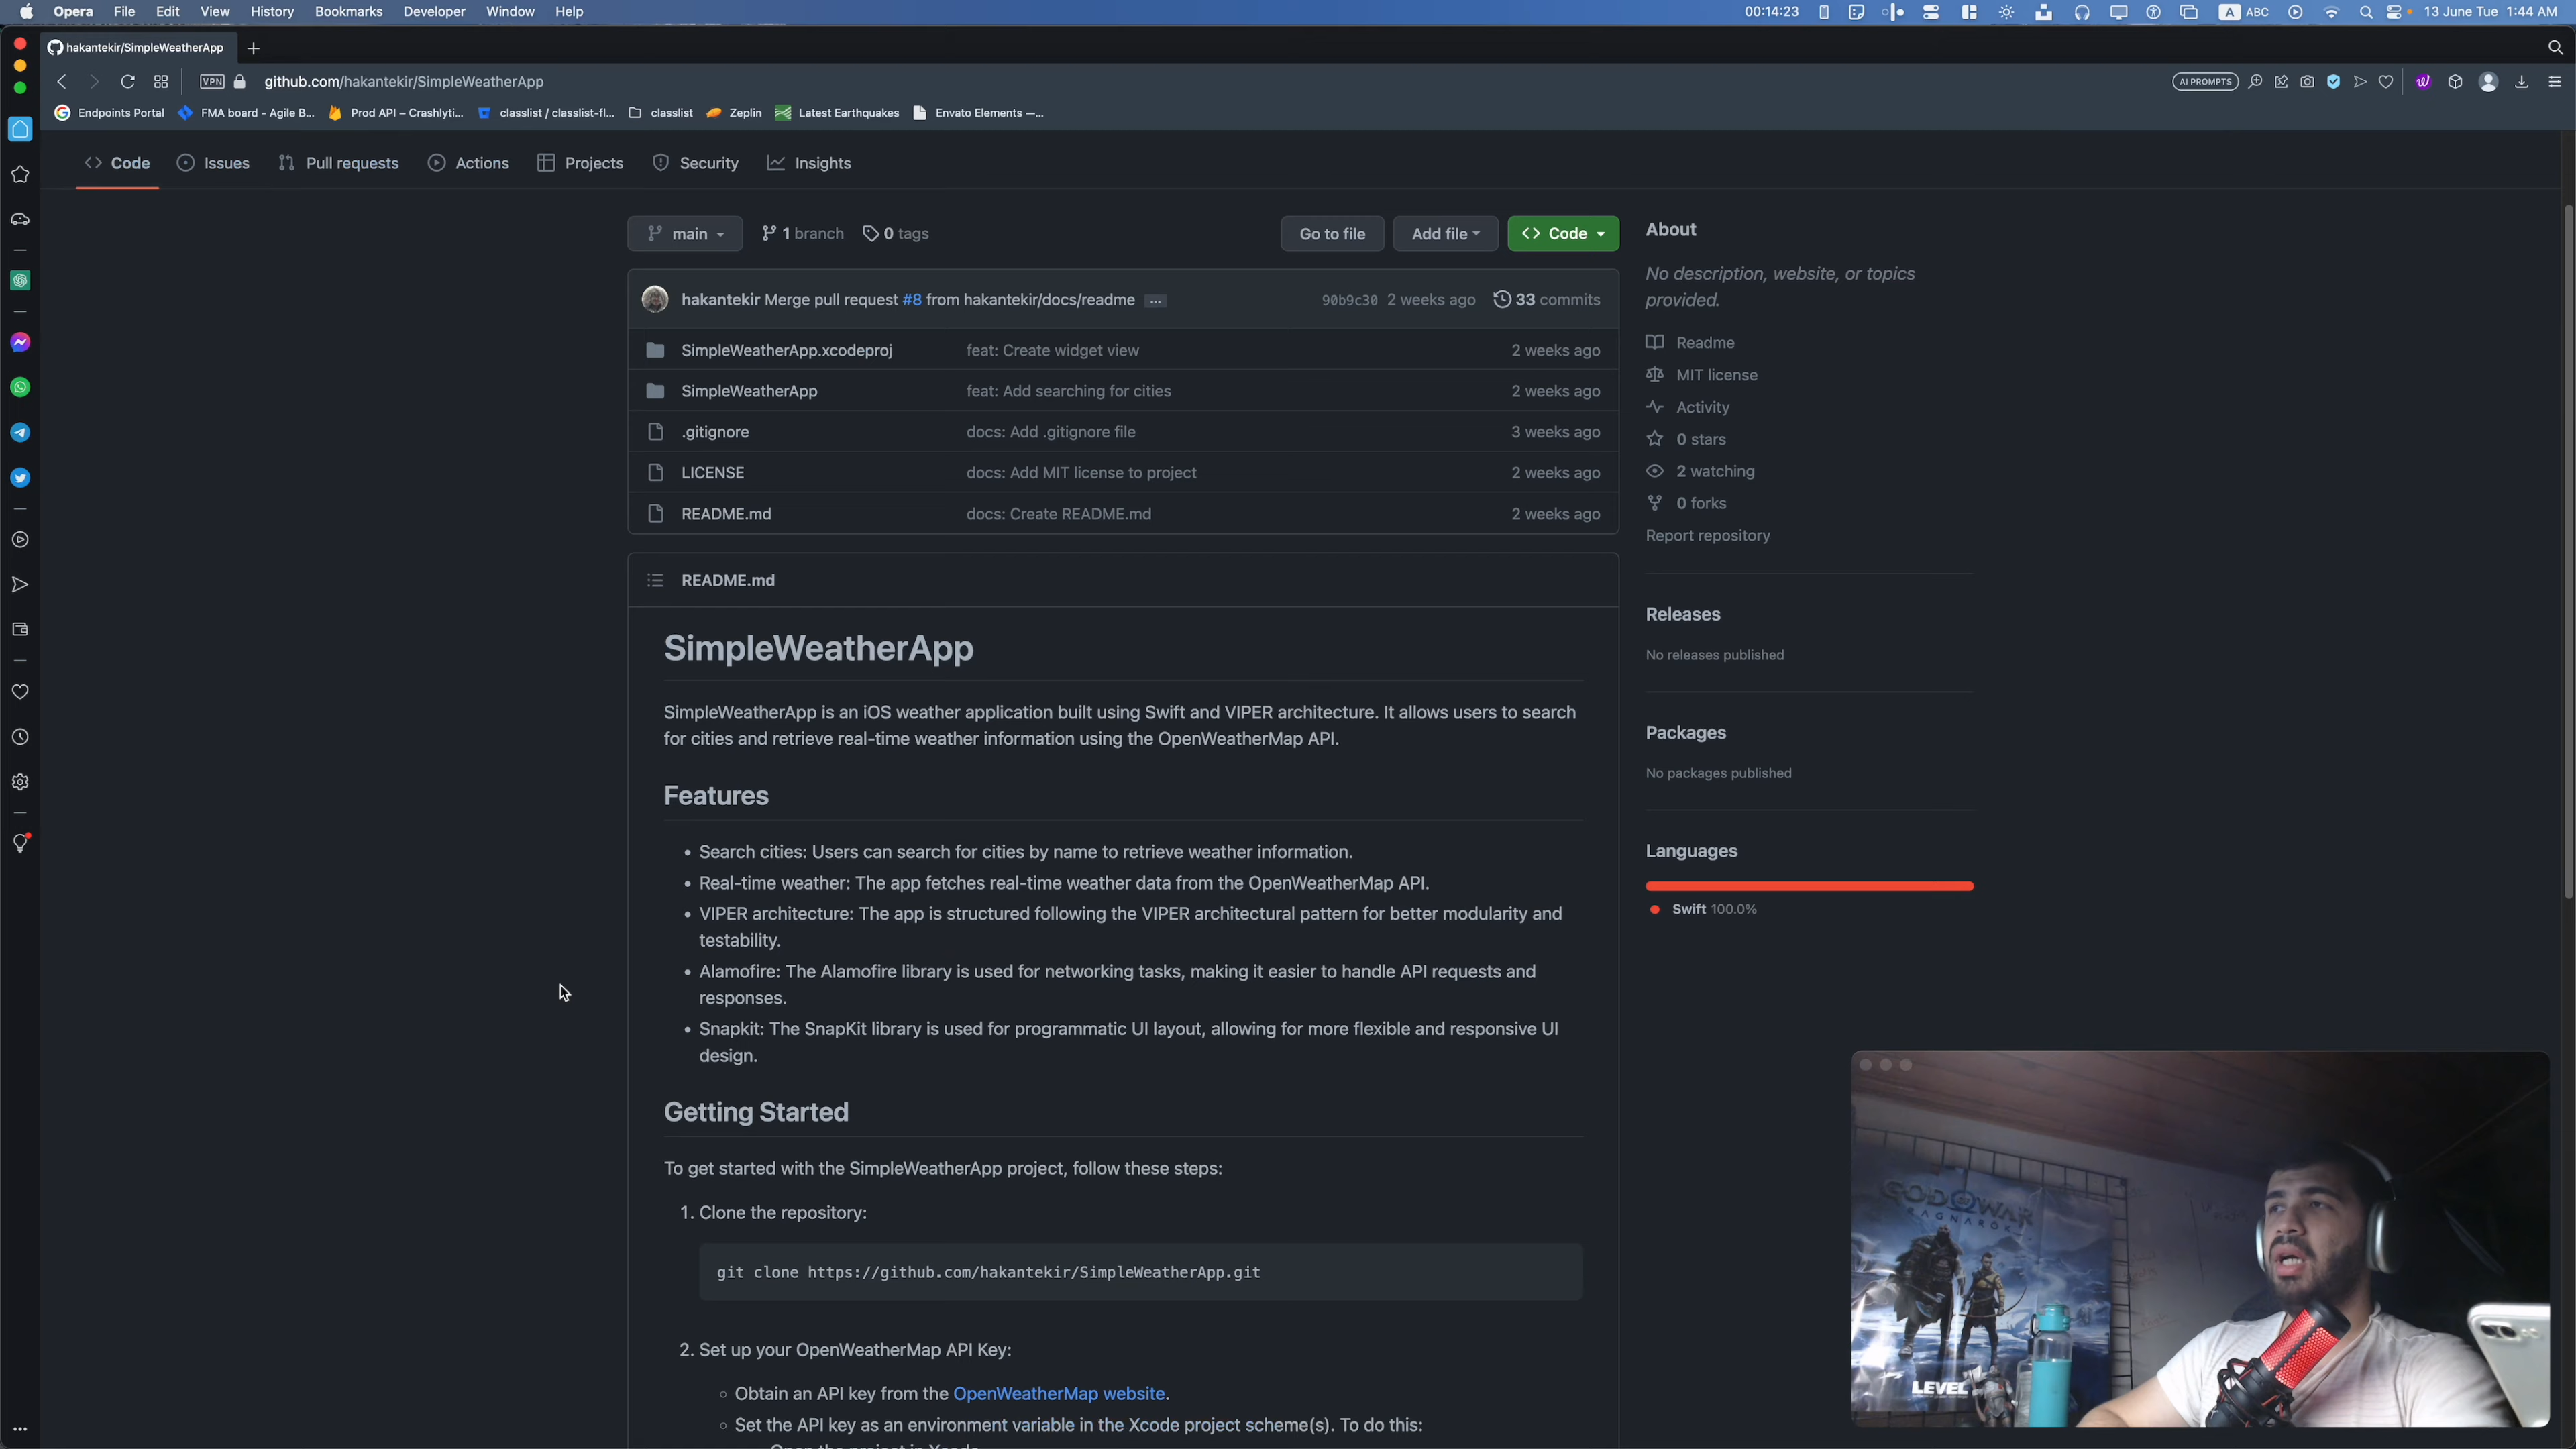 Opera File Edit View History Bookmarks Developer Window Help
00:14:23 A ABC 13 June Tue 1:44 AM
hakantekir/SimpleWeatherApp
VPN github.com/hakantekir/SimpleWeatherApp AI PROMPTS
Endpoints Portal FMA board - Agile B... Prod API – Crashlyti... classlist / classlist-fl... classlist Zeplin Latest Earthquakes Envato Elements —...
Code Issues Pull requests Actions Projects Security Insights
main 1 branch 0 tags Go to file Add file Code
hakantekir Merge pull request #8 from hakantekir/docs/readme ... 90b9c30 2 weeks ago 33 commits
SimpleWeatherApp.xcodeproj feat: Create widget view 2 weeks ago
SimpleWeatherApp feat: Add searching for cities 2 weeks ago
.gitignore docs: Add .gitignore file 3 weeks ago
LICENSE docs: Add MIT license to project 2 weeks ago
README.md docs: Create README.md 2 weeks ago
README.md
SimpleWeatherApp
SimpleWeatherApp is an iOS weather application built using Swift and VIPER architecture. It allows users to search
for cities and retrieve real-time weather information using the OpenWeatherMap API.
Features
• Search cities: Users can search for cities by name to retrieve weather information.
• Real-time weather: The app fetches real-time weather data from the OpenWeatherMap API.
• VIPER architecture: The app is structured following the VIPER architectural pattern for better modularity and
testability.
• Alamofire: The Alamofire library is used for networking tasks, making it easier to handle API requests and
responses.
• Snapkit: The SnapKit library is used for programmatic UI layout, allowing for more flexible and responsive UI
design.
Getting Started
To get started with the SimpleWeatherApp project, follow these steps:
1. Clone the repository:
git clone https://github.com/hakantekir/SimpleWeatherApp.git
2. Set up your OpenWeatherMap API Key:
Obtain an API key from the OpenWeatherMap website.
Set the API key as an environment variable in the Xcode project scheme(s). To do this:
Open the project in Xcode
About
No description, website, or topics
provided.
Readme
MIT license
Activity
0 stars
2 watching
0 forks
Report repository
Releases
No releases published
Packages
No packages published
Languages
Swift 100.0%
GOD OF WAR
RAGNARÖK
LEVEL